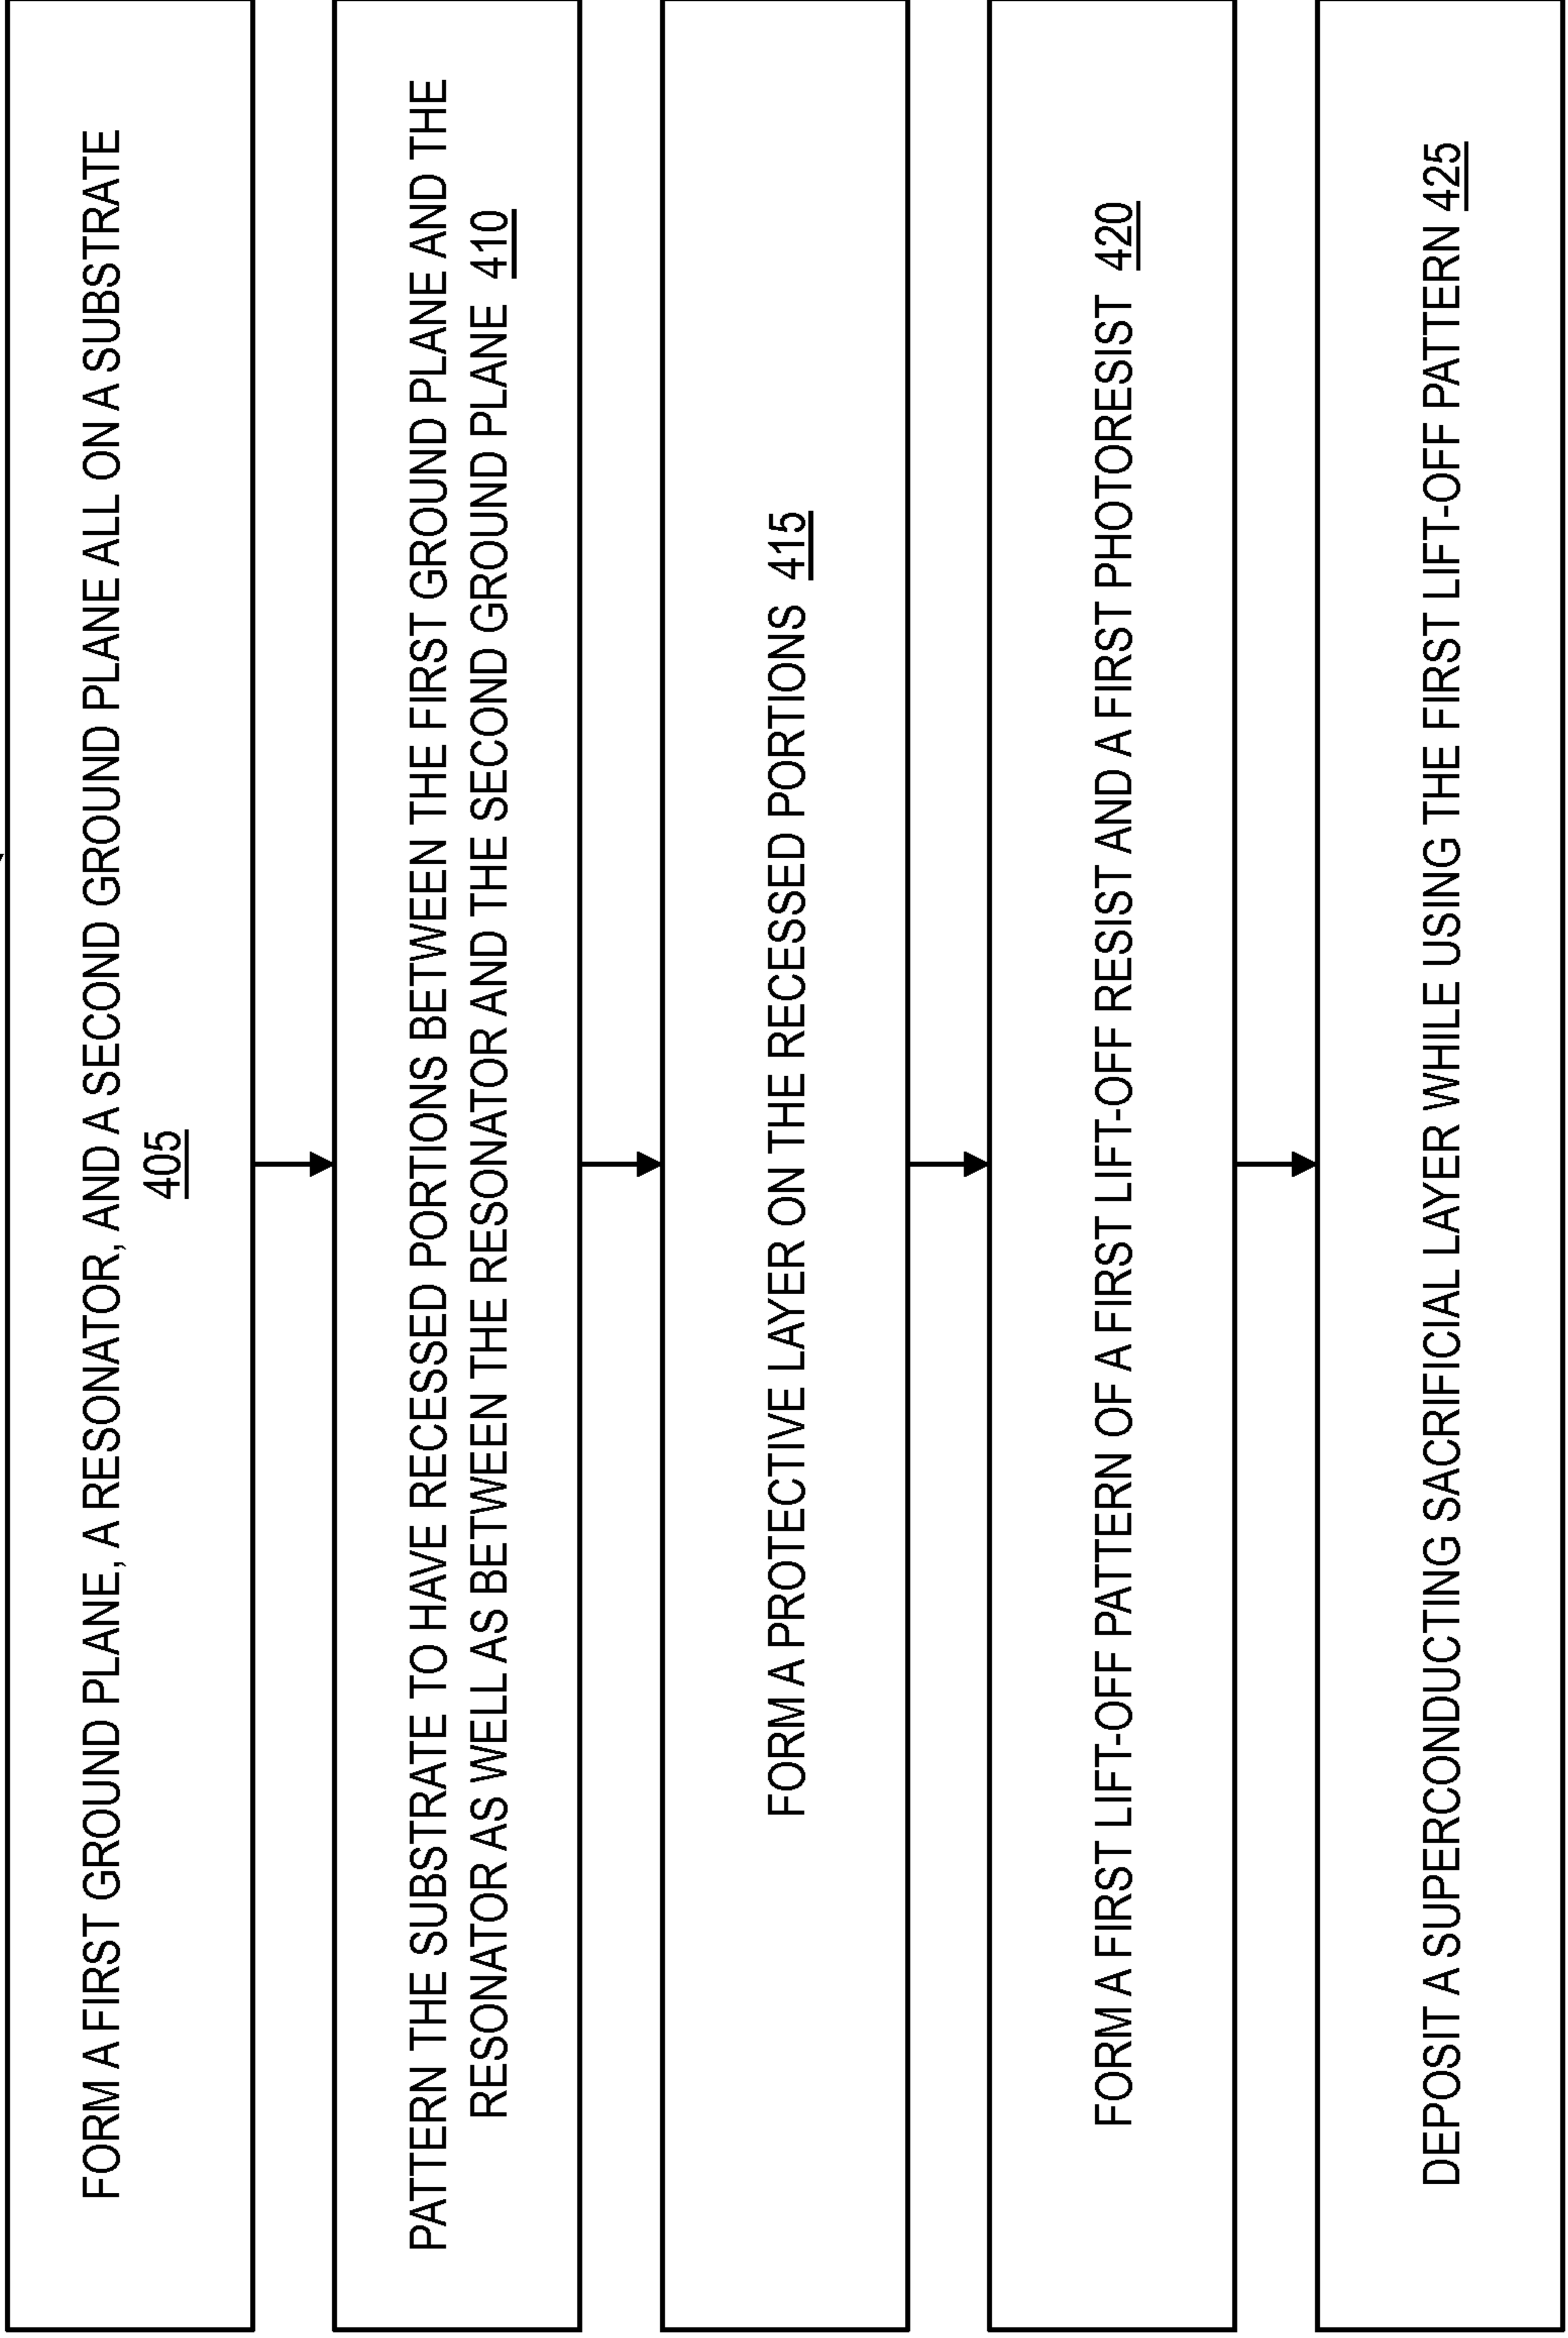 FORM A FIRST GROUND PLANE, A RESONATOR, AND A SECOND GROUND PLANE ALL ON A SUBSTRATE
405
PATTERN THE SUBSTRATE TO HAVE RECESSED PORTIONS BETWEEN THE FIRST GROUND PLANE AND THE
RESONATOR AS WELL AS BETWEEN THE RESONATOR AND THE SECOND GROUND PLANE 410
FORM A PROTECTIVE LAYER ON THE RECESSED PORTIONS 415
FORM A FIRST LIFT-OFF PATTERN OF A FIRST LIFT-OFF RESIST AND A FIRST PHOTORESIST 420
DEPOSIT A SUPERCONDUCTING SACRIFICIAL LAYER WHILE USING THE FIRST LIFT-OFF PATTERN 425